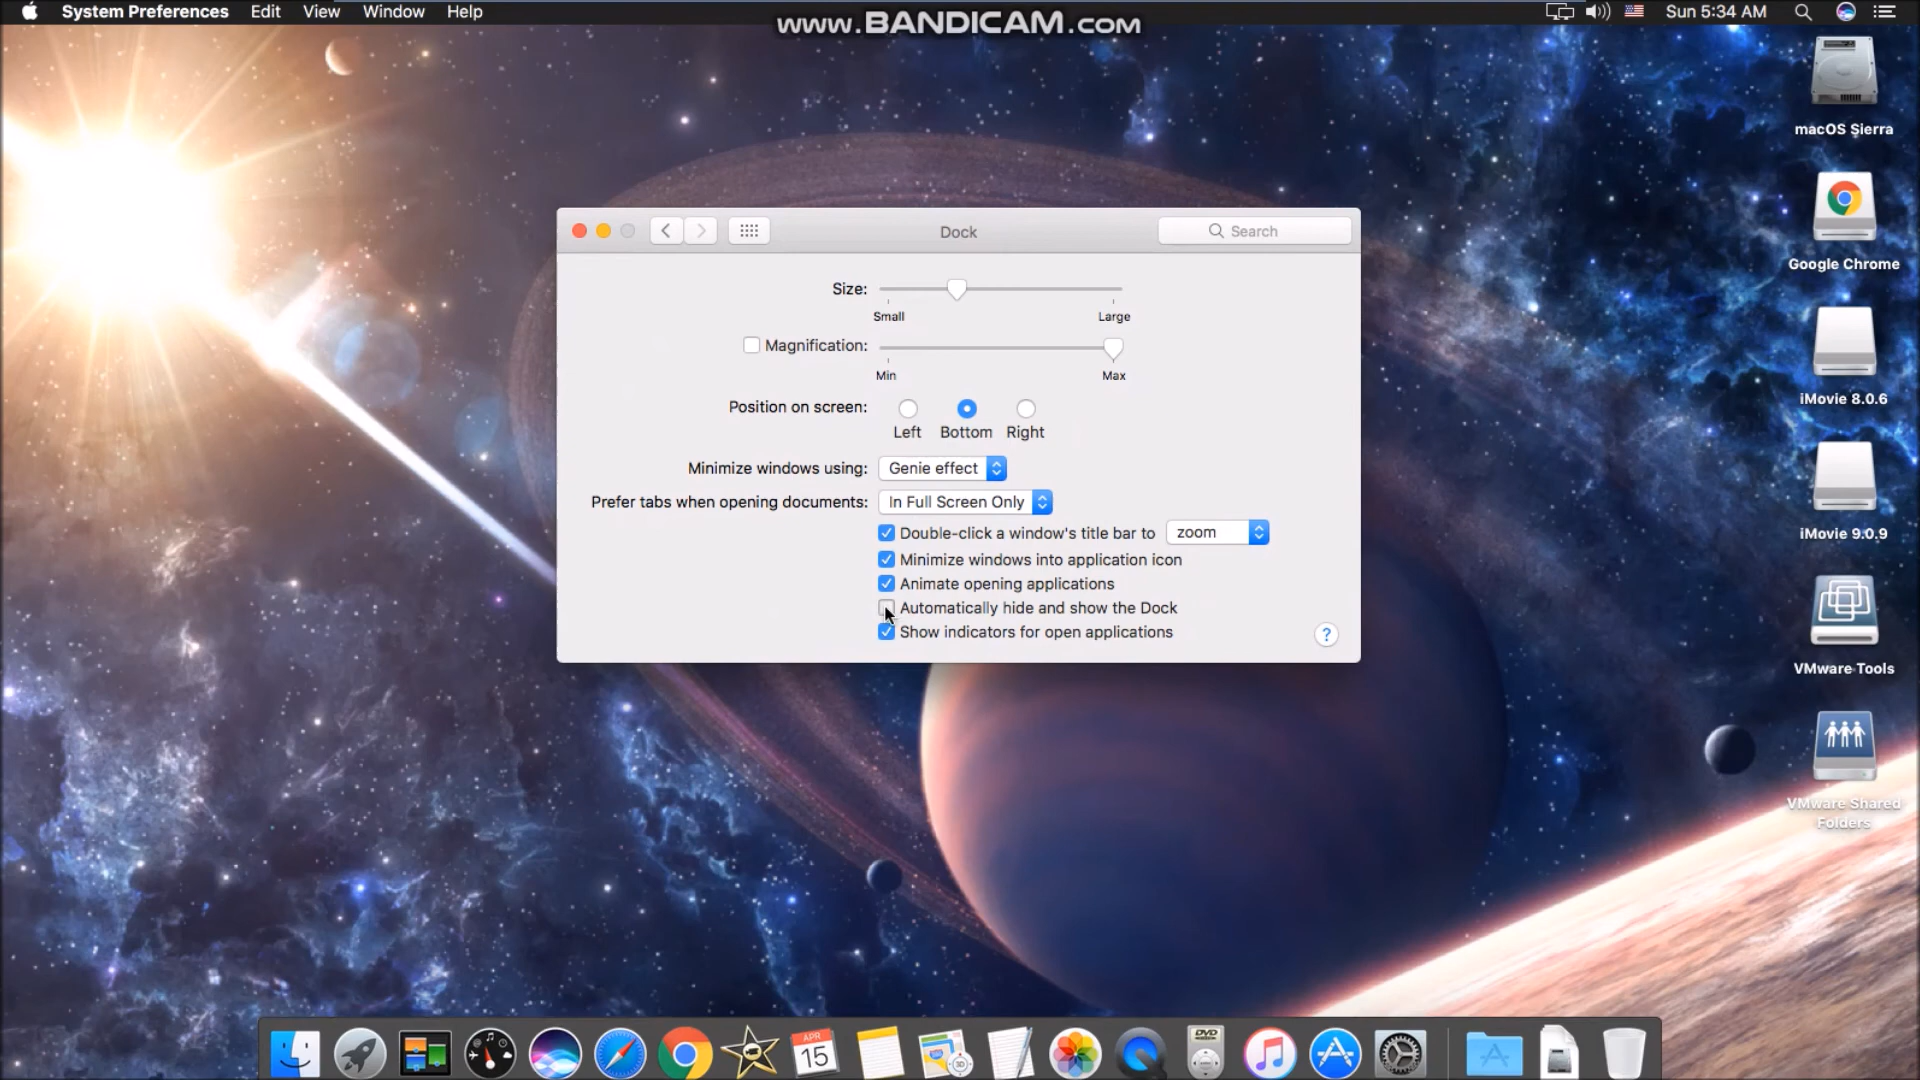 System Preferences Edit View Window Help
Sun 5:34 AM
www.BANDICAM.com
macOS Sierra
Google Chrome
iMovie 8.0.6
iMovie 9.0.9
VMware Tools
VMware Shared
Folders
Dock
Search
Size:
Small Large
Magnification:
Min Max
Position on screen:
Left Bottom Right
Minimize windows using: Genie effect
Prefer tabs when opening documents: In Full Screen Only
Double-click a window's title bar to zoom
Minimize windows into application icon
Animate opening applications
Automatically hide and show the Dock
Show indicators for open applications
?
APR
15
3D
DVD